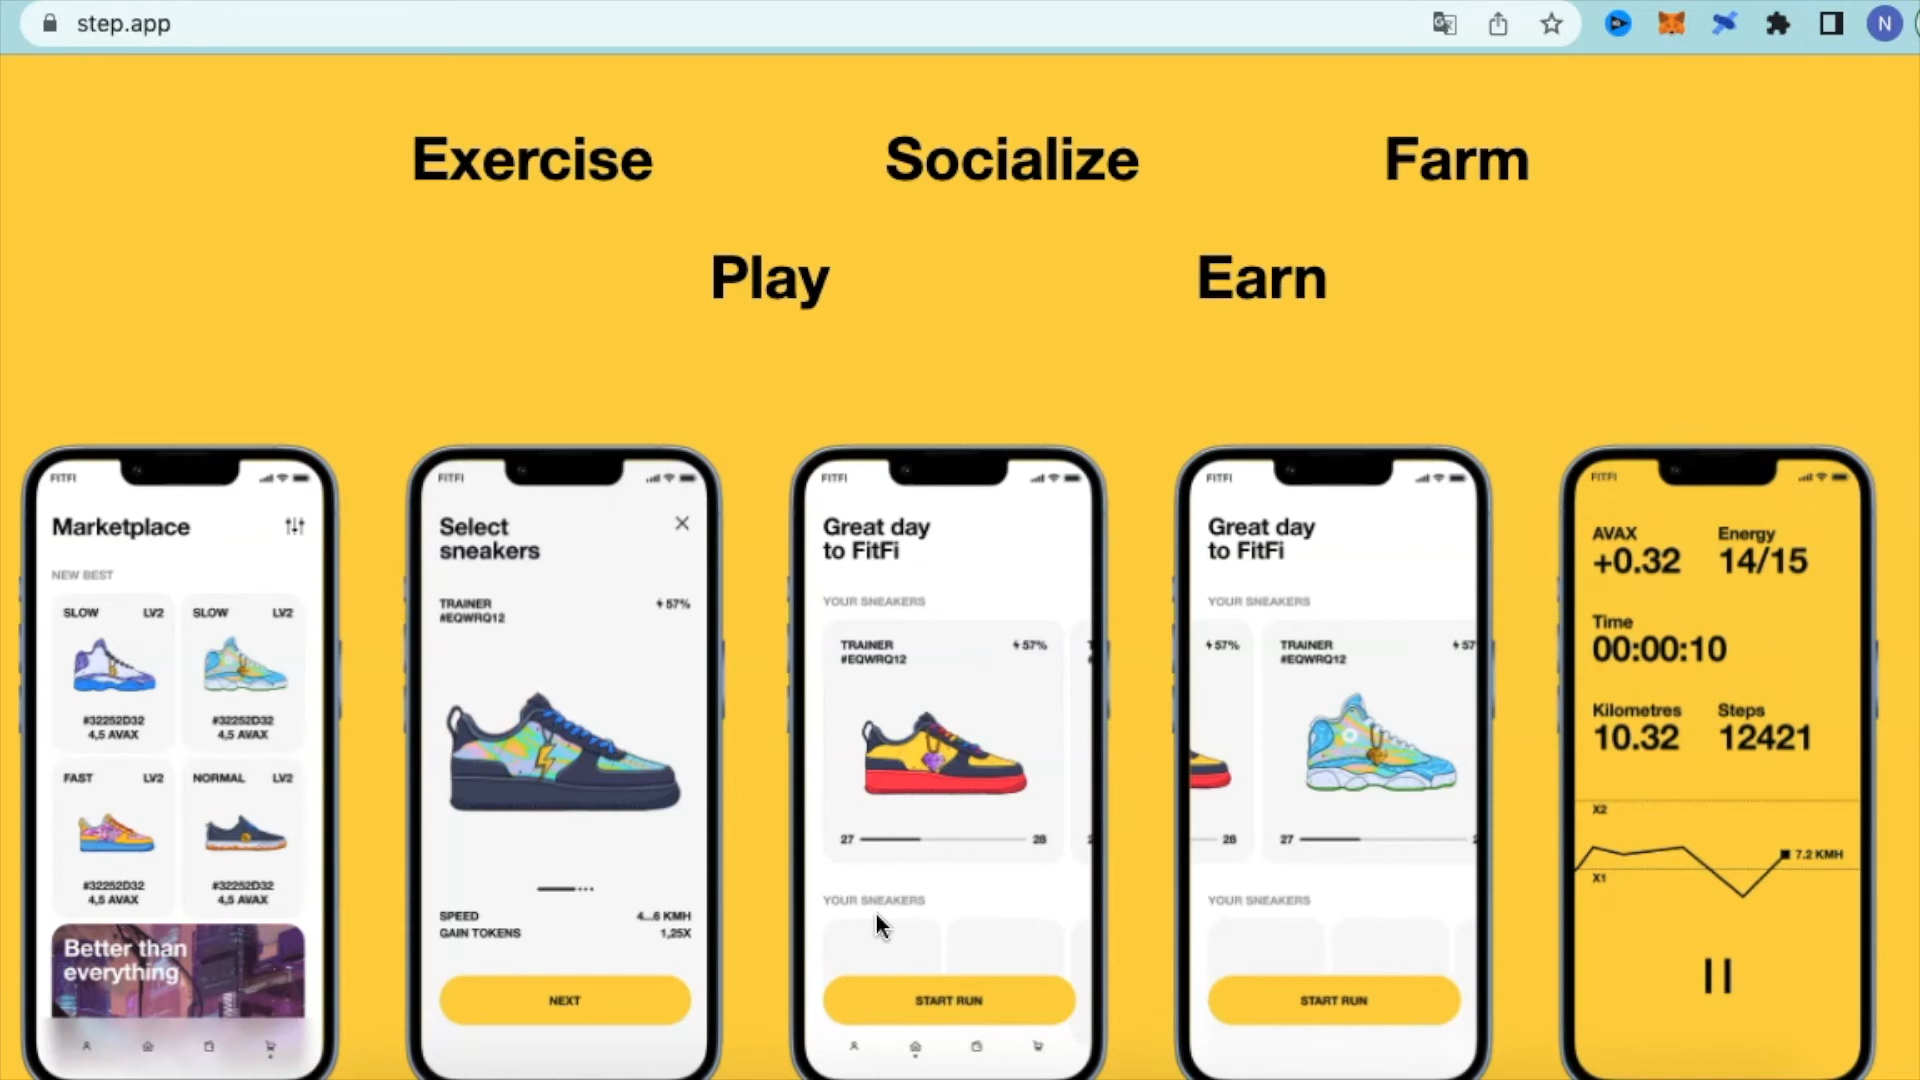 step.app
N
Exercise Socialize Farm
Play Earn
FITFI
Marketplace
NEW BEST
SLOW LV2
#32252D32
4,5 AVAX
SLOW LV2
#32252D32
4,5 AVAX
FAST LV2
#32252D32
4,5 AVAX
NORMAL LV2
#32252D32
4,5 AVAX
Better than
everything
FITFI
Select
sneakers
TRAINER 57%
#EQWRQ12
SPEED 4...6 KMH
GAIN TOKENS 1,25X
NEXT
FITFI
Great day
to FitFi
YOUR SNEAKERS
TRAINER 57%
#EQWRQ12
27 28
YOUR SNEAKERS
START RUN
FITFI
Great day
to FitFi
YOUR SNEAKERS
57%
28
TRAINER 57
#EQWRQ12
27
YOUR SNEAKERS
START RUN
FITFI
AVAX Energy
+0.32 14/15
Time
00:00:10
Kilometres Steps
10.32 12421
X2
7.2 KMH
X1